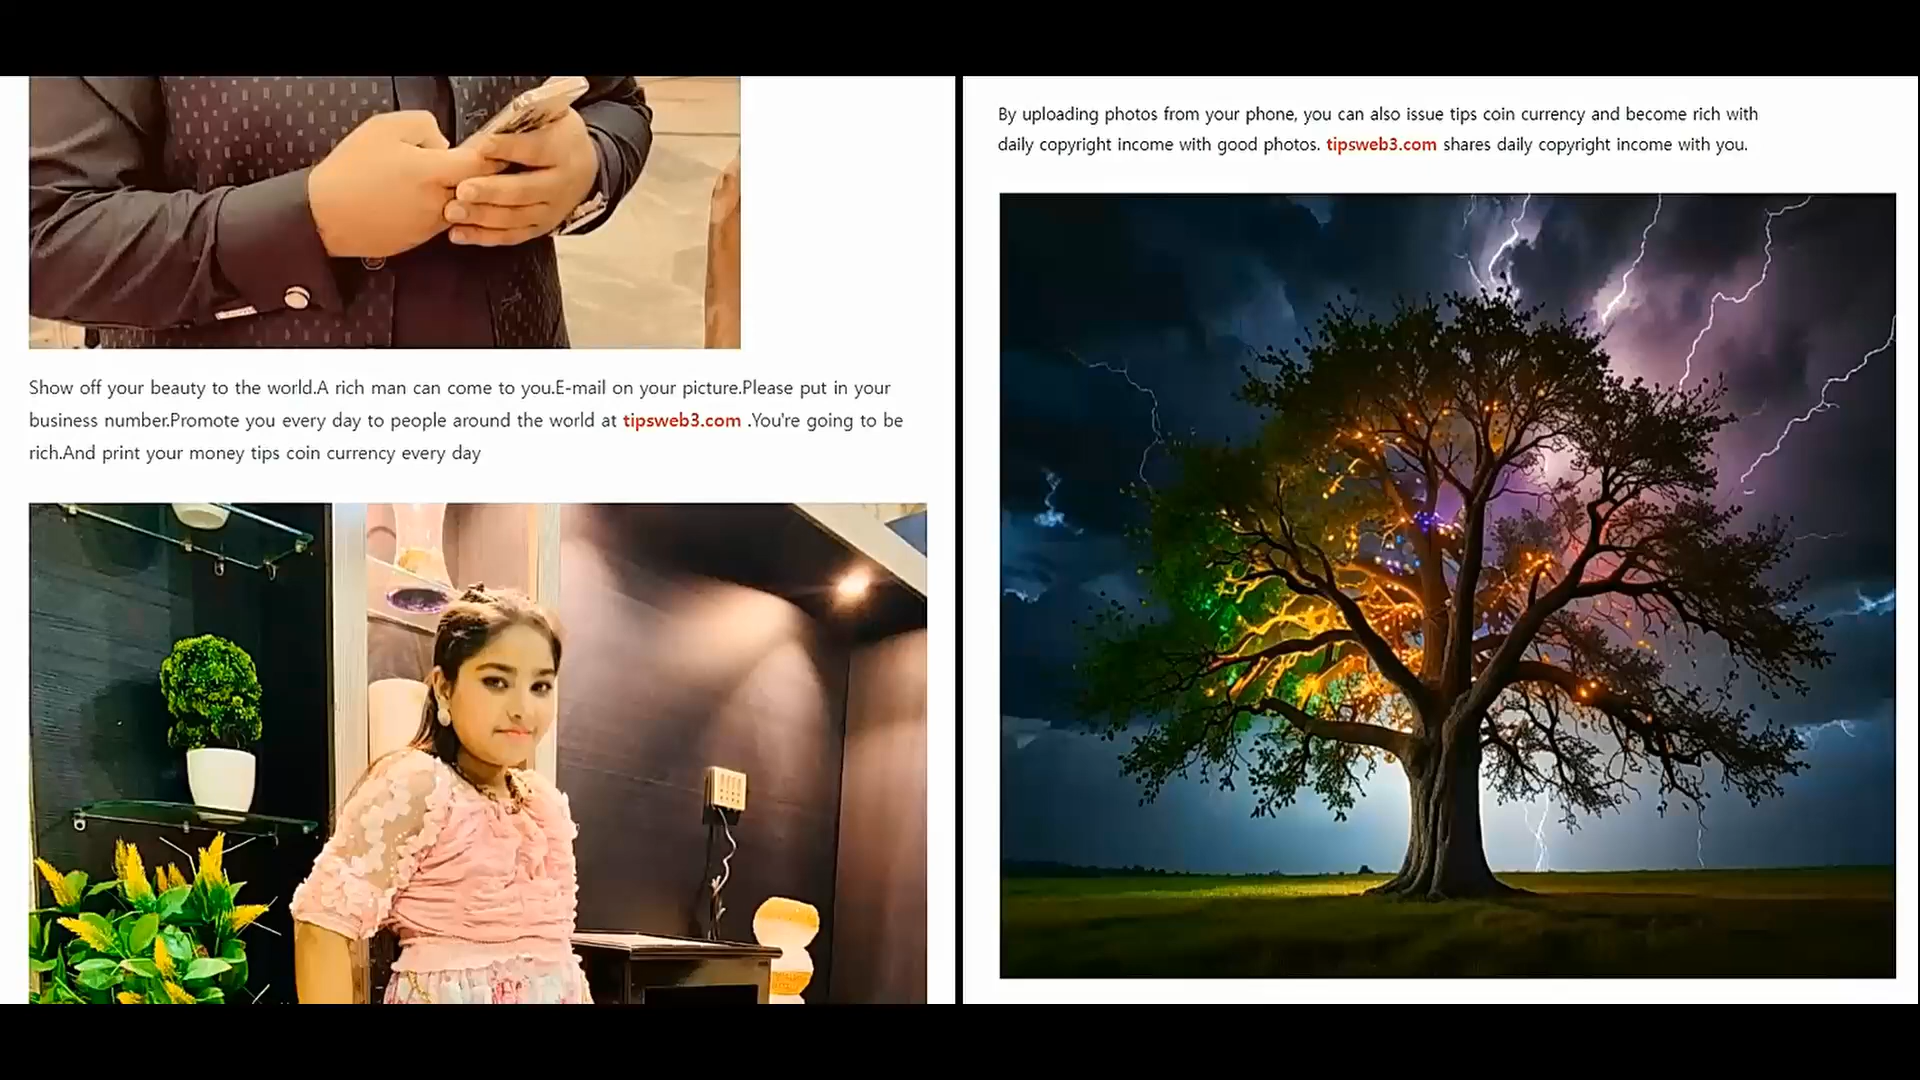 Show off your beauty to the world.A rich man can come to you.E-mail on your picture.Please put in your
business number.Promote you every day to people around the world at tipsweb3.com .You're going to be
rich.And print your money tips coin currency every day
By uploading photos from your phone, you can also issue tips coin currency and become rich with
daily copyright income with good photos. tipsweb3.com shares daily copyright income with you.